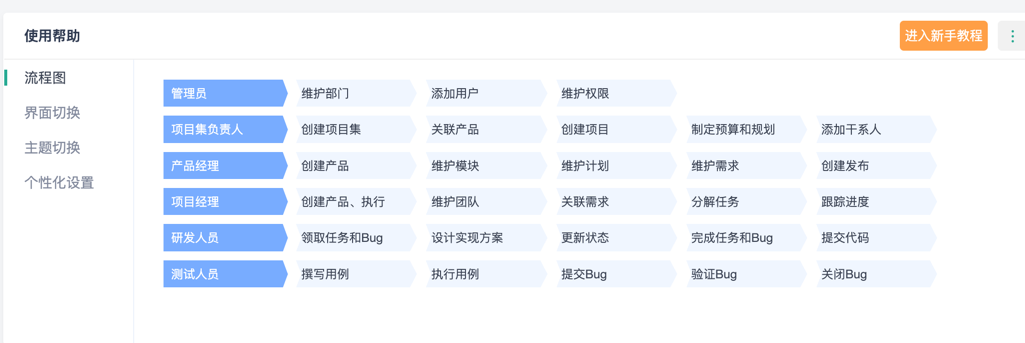 使用帮助
进入新手教程
流程图
界面切换
主题切换
个性化设置
管理员 维护部门 添加用户 维护权限
项目集负责人 创建项目集 关联产品 创建项目 制定预算和规划 添加干系人
产品经理 创建产品 维护模块 维护计划 维护需求 创建发布
项目经理 创建产品、执行 维护团队 关联需求 分解任务 跟踪进度
研发人员 领取任务和Bug 设计实现方案 更新状态 完成任务和Bug 提交代码
测试人员 撰写用例 执行用例 提交Bug 验证Bug 关闭Bug